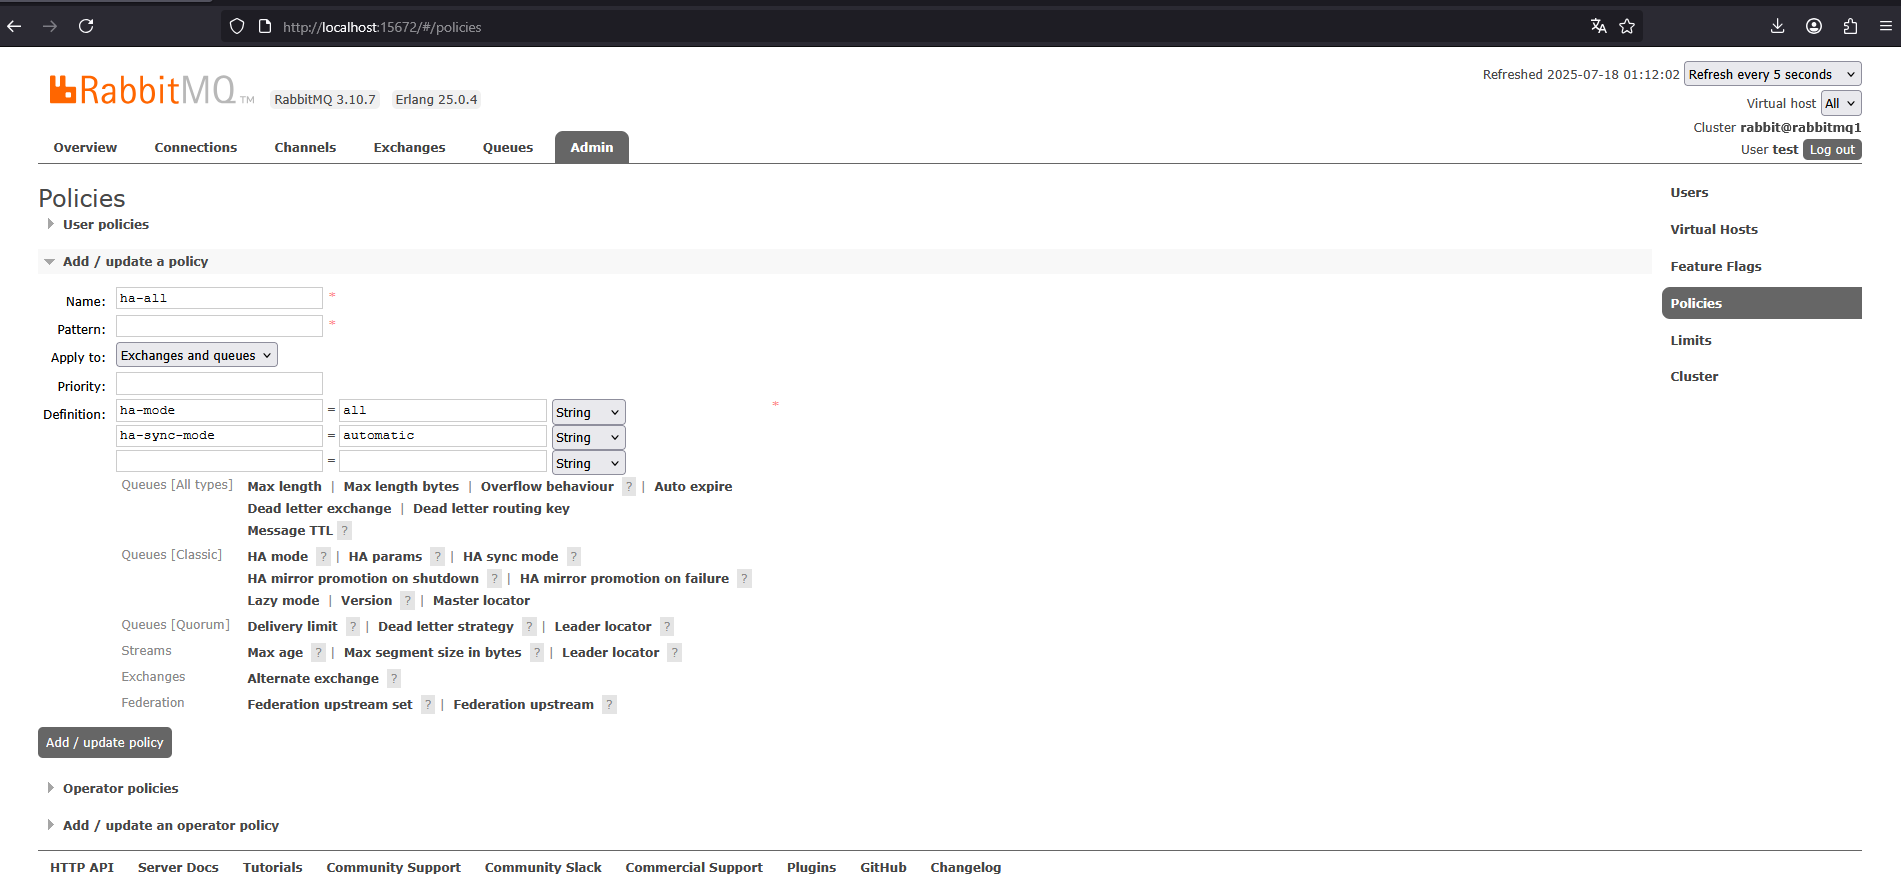 http://localhost:15672/#/policies
RabbitMQ TM RabbitMQ 3.10.7 Erlang 25.0.4
Refreshed 2025-07-18 01:12:02 Refresh every 5 seconds
Virtual host All
Cluster rabbit@rabbitmq1
User test Log out
Overview Connections Channels Exchanges Queues Admin
Policies
User policies
Add / update a policy
Name: ha-all *
Pattern: *
Apply to: Exchanges and queues
Priority:
Definition: ha-mode = all String *
ha-sync-mode = automatic String
= String
Queues [All types] Max length | Max length bytes | Overflow behaviour ? | Auto expire
Dead letter exchange | Dead letter routing key
Message TTL ?
Queues [Classic] HA mode ? | HA params ? | HA sync mode ?
HA mirror promotion on shutdown ? | HA mirror promotion on failure ?
Lazy mode | Version ? | Master locator
Queues [Quorum] Delivery limit ? | Dead letter strategy ? | Leader locator ?
Streams Max age ? | Max segment size in bytes ? | Leader locator ?
Exchanges Alternate exchange ?
Federation Federation upstream set ? | Federation upstream ?
Add / update policy
Operator policies
Add / update an operator policy
Users
Virtual Hosts
Feature Flags
Policies
Limits
Cluster
HTTP API Server Docs Tutorials Community Support Community Slack Commercial Support Plugins GitHub Changelog